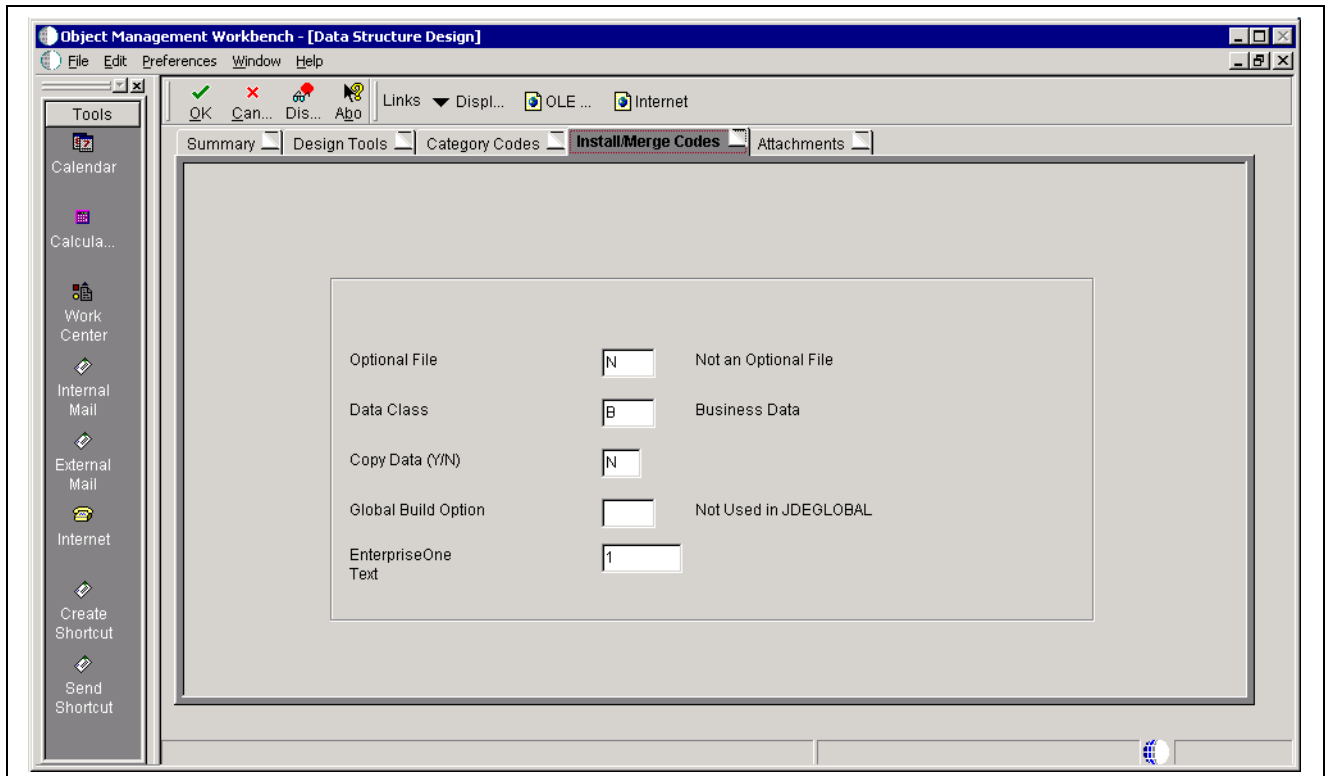 Object Management Workbench - [Data Structure Design]
File Edit Preferences Window Help
Tools
OK Can... Dis... Abo Links Displ... OLE ... Internet
Summary Design Tools Category Codes Install/Merge Codes Attachments
Calendar
Calcula...
Work
Center
Internal
Mail
External
Mail
Internet
Create
Shortcut
Send
Shortcut
Optional File N Not an Optional File
Data Class B Business Data
Copy Data (Y/N) N
Global Build Option Not Used in JDEGLOBAL
EnterpriseOne
Text 1